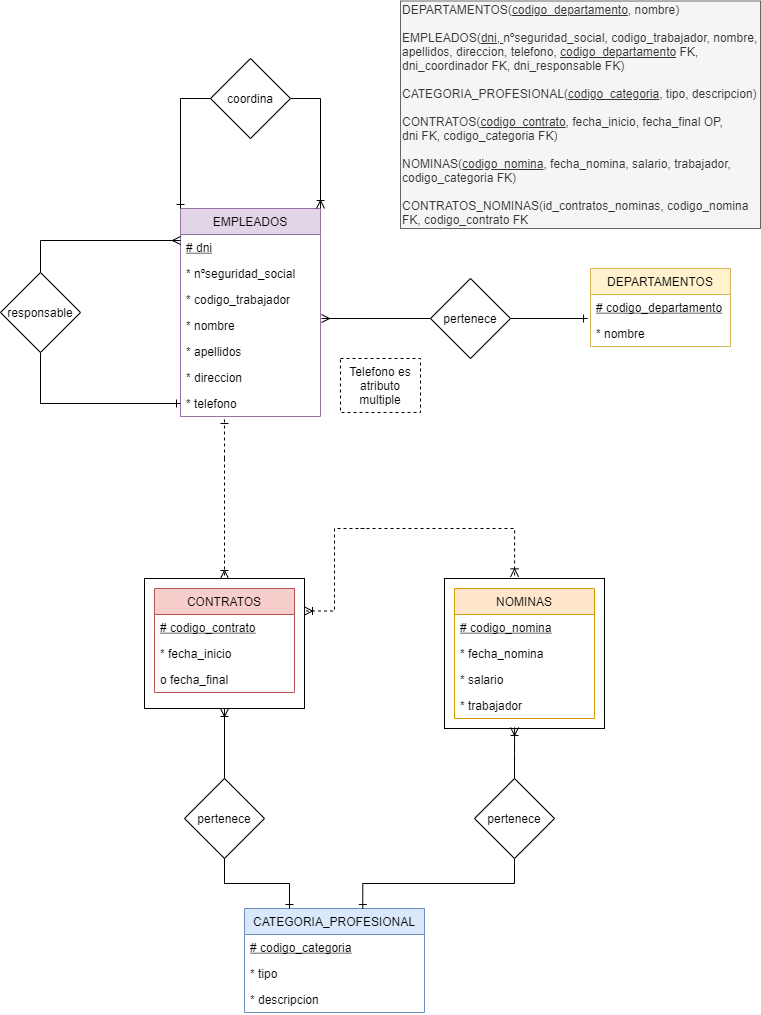 DEPARTAMENTOS(codigo_departamento, nombre)
EMPLEADOS(dni, nºseguridad_social, codigo_trabajador, nombre,
apellidos, direccion, telefono, codigo_departamento FK,
dni_coordinador FK, dni_responsable FK)
CATEGORIA_PROFESIONAL(codigo_categoria, tipo, descripcion)
CONTRATOS(codigo_contrato, fecha_inicio, fecha_final OP,
dni FK, codigo_categoria FK)
NOMINAS(codigo_nomina, fecha_nomina, salario, trabajador,
codigo_categoria FK)
CONTRATOS_NOMINAS(id_contratos_nominas, codigo_nomina
FK, codigo_contrato FK
coordina
EMPLEADOS
# dni
* nºseguridad_social
* codigo_trabajador
* nombre
* apellidos
* direccion
* telefono
responsable
pertenece
DEPARTAMENTOS
# codigo_departamento
* nombre
Telefono es
atributo
multiple
CONTRATOS
# codigo_contrato
* fecha_inicio
o fecha_final
NOMINAS
# codigo_nomina
* fecha_nomina
* salario
* trabajador
pertenece
pertenece
CATEGORIA_PROFESIONAL
# codigo_categoria
* tipo
* descripcion